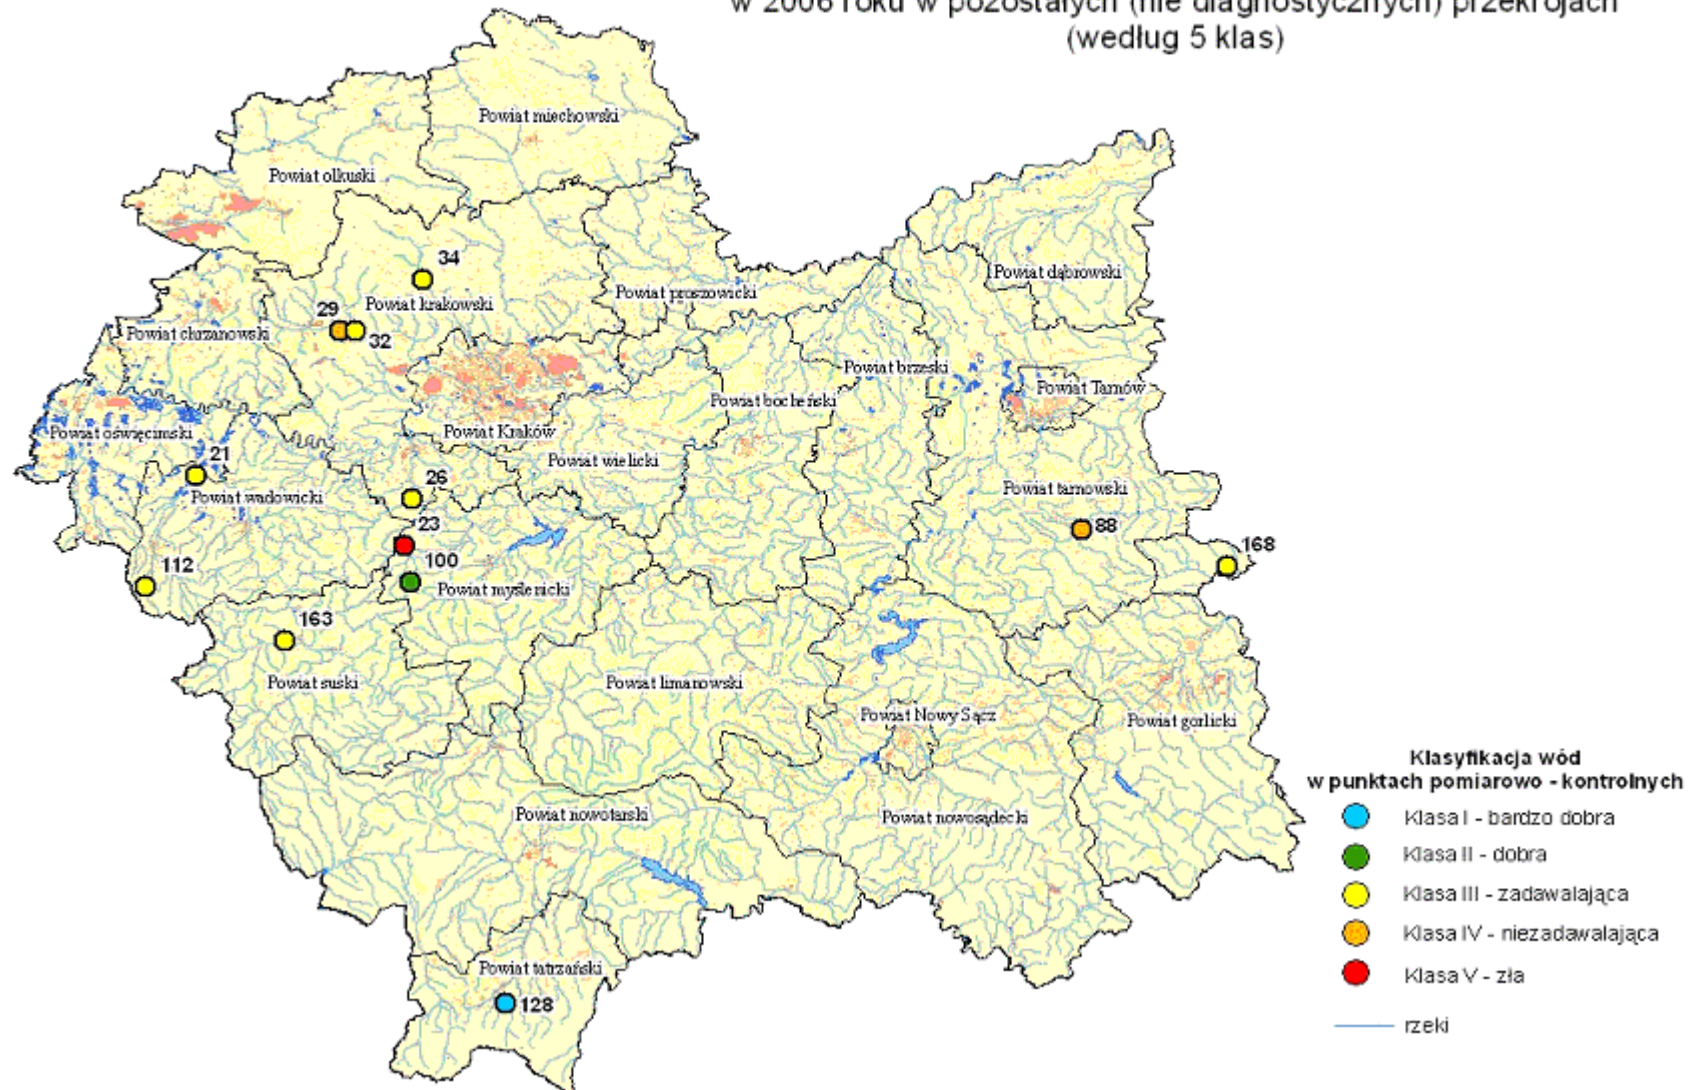 w 2006 roku w pozostałych (nie diagnostycznych) przekrojach
(według 5 klas)
Powiat miechowski
Powiat olkuski
34
Powiat dąbrowski
Powiat proszowicki
Powiat krakowski
29
32
Powiat chrzanowski
Powiat brzeski
Powiat Tarnów
Powiat bocheński
Powiat oświęcimski
Powiat Kraków
21
Powiat wielicki
26
Powiat wadowicki
Powiat tarnowski
23
88
168
100
112
Powiat myślenicki
163
Powiat suski
Powiat limanowski
Powiat Nowy Sącz
Powiat gorlicki
Powiat nowotarski
Powiat nowosądecki
Powiat tatrzański
128
Klasyfikacja wód
w punktach pomiarowo - kontrolnych
Klasa I - bardzo dobra
Klasa II - dobra
Klasa III - zadawalająca
Klasa IV - niezadawalająca
Klasa V - zła
rzeki